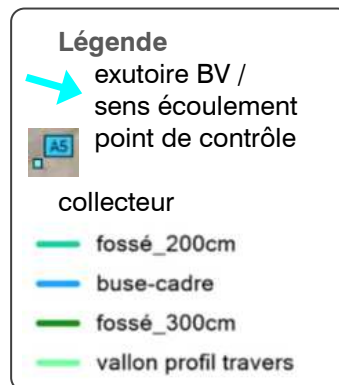 Légende
exutoire BV /
sens écoulement
A5
point de contrôle
collecteur
fossé_200cm
buse-cadre
fossé_300cm
vallon profil travers